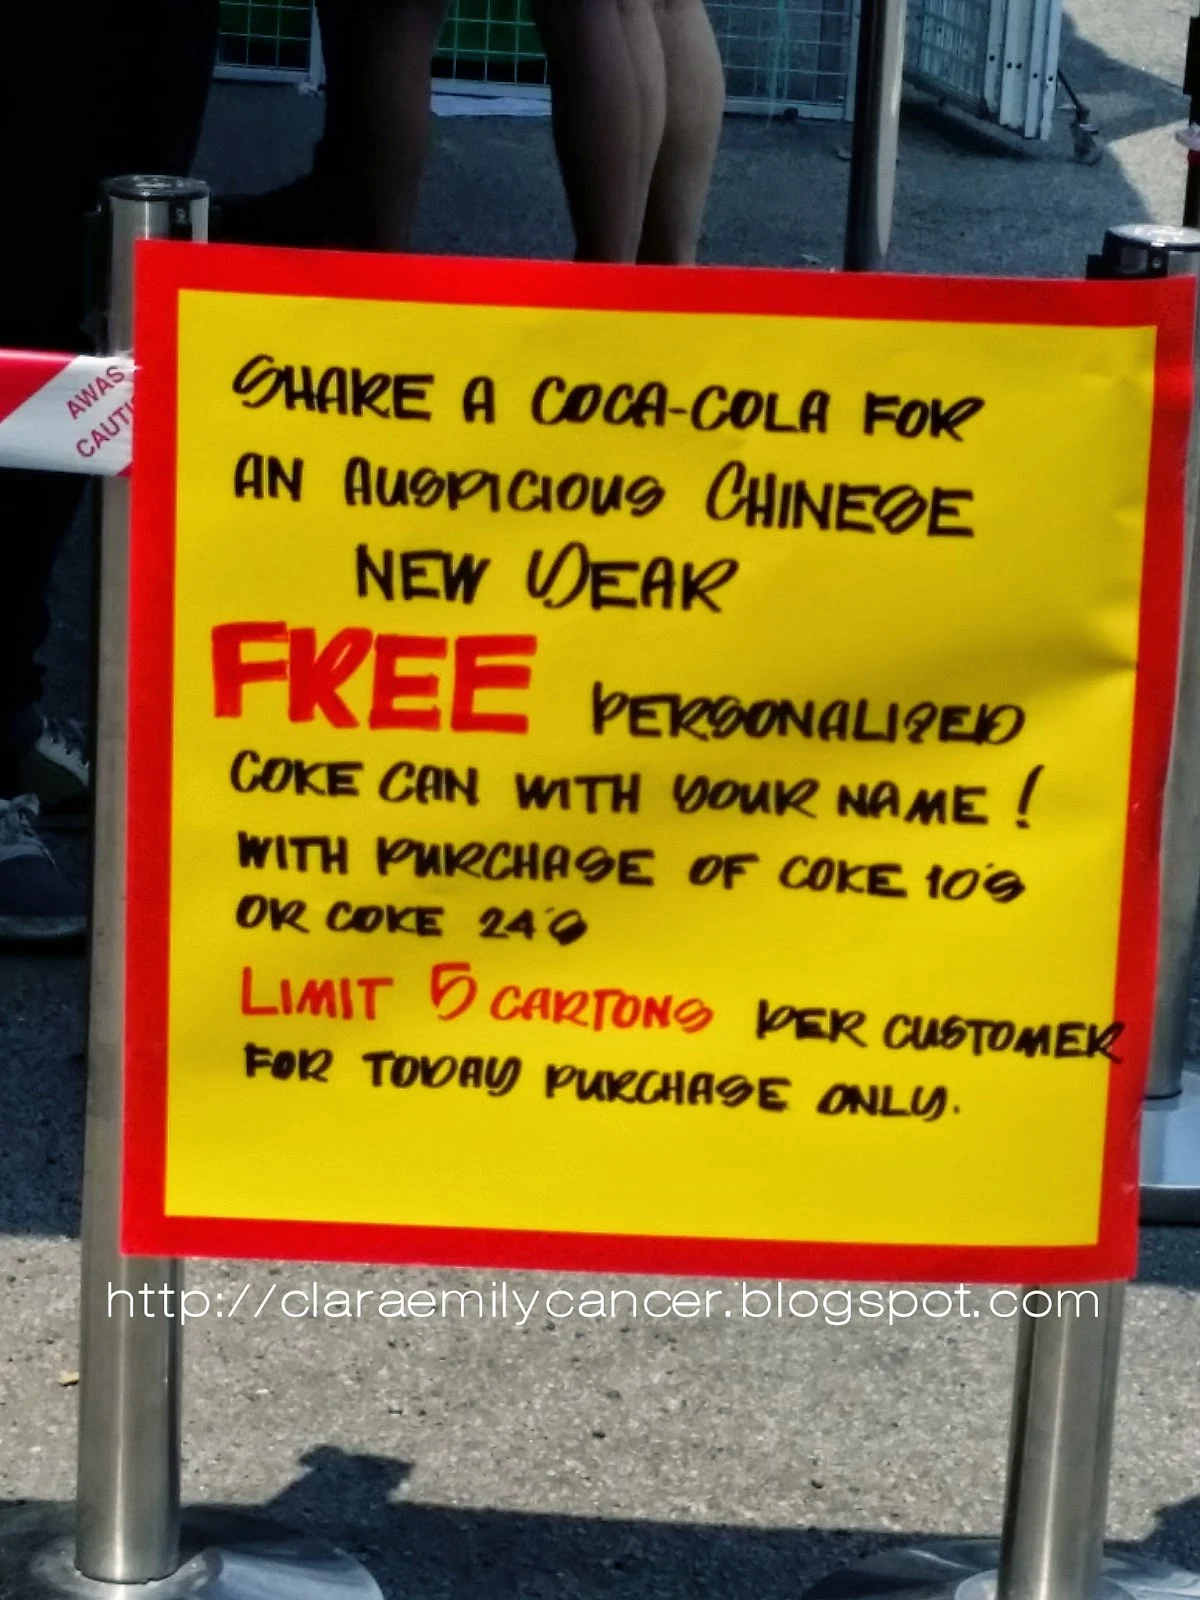 AWAS
CAUTI
SHARE A COCA-COLA FOR
AN AUSPICIOUS CHINESE
NEW YEAR
FREE PERSONALIZED
COKE CAN WITH YOUR NAME!
WITH PURCHASE OF COKE 10'S
OR COKE 24'S
LIMIT 5 CARTONS PER CUSTOMER
FOR TODAY PURCHASE ONLY.
http://claraemilycancer.blogspot.com